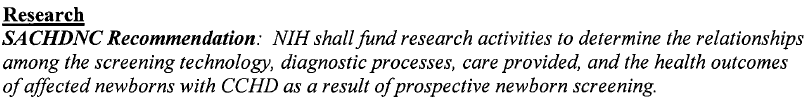 Research
SACHDNC Recommendation: NIH shall fund research activities to determine the relationships
among the screening technology, diagnostic processes, care provided, and the health outcomes
of affected newborns with CCHD as a result of prospective newborn screening.